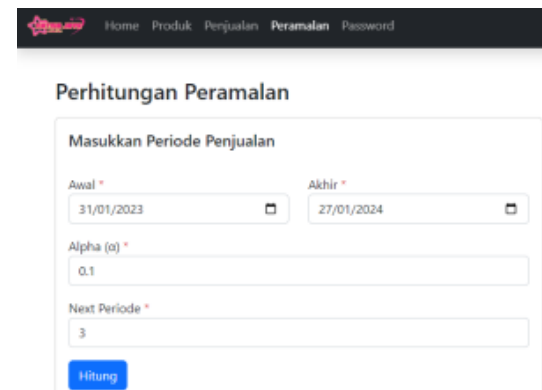 Home Produk Penjualan Peramalan Password
Perhitungan Peramalan
Masukkan Periode Penjualan
Awal * Akhir *
31/01/2023 27/01/2024
Alpha (α) *
0.1
Next Periode *
3
Hitung